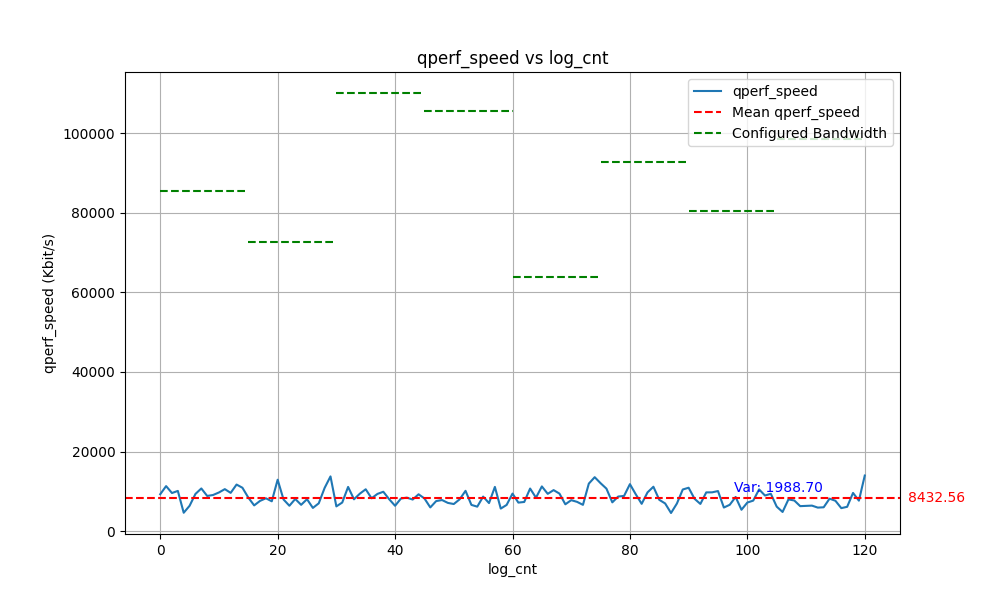 qperf_speed vs log_cnt
qperf_speed
Mean qperf_speed
Configured Bandwidth
qperf_speed (Kbit/s)
100000
80000
60000
40000
20000
0
Var: 1988.70
8432.56
0 20 40 60 80 100 120
log_cnt